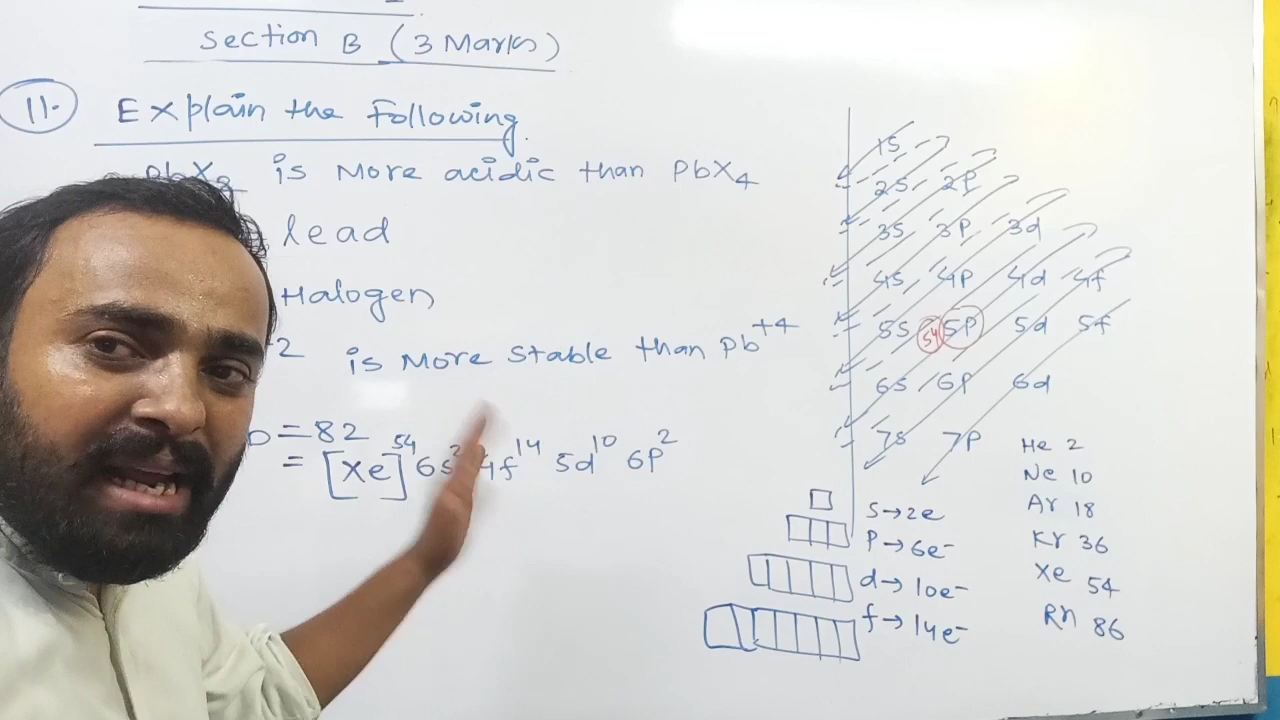 Section B (3 Marks)
11. Explain the Following
PbX2 is More acidic than PbX4
lead
Halogen
+2 is More stable than Pb+4
= 82
= [Xe]54 6s2 4f14 5d10 6P2
1s
2s 2P
3s 3P 3d
4s 4P 4d 4f
5s 54 5P 5d 5f
6s 6P 6d
7s 7P
S→2e
P→6e-
d→10e-
f→14e-
He 2
Ne 10
Ar 18
Kr 36
Xe 54
Rn 86